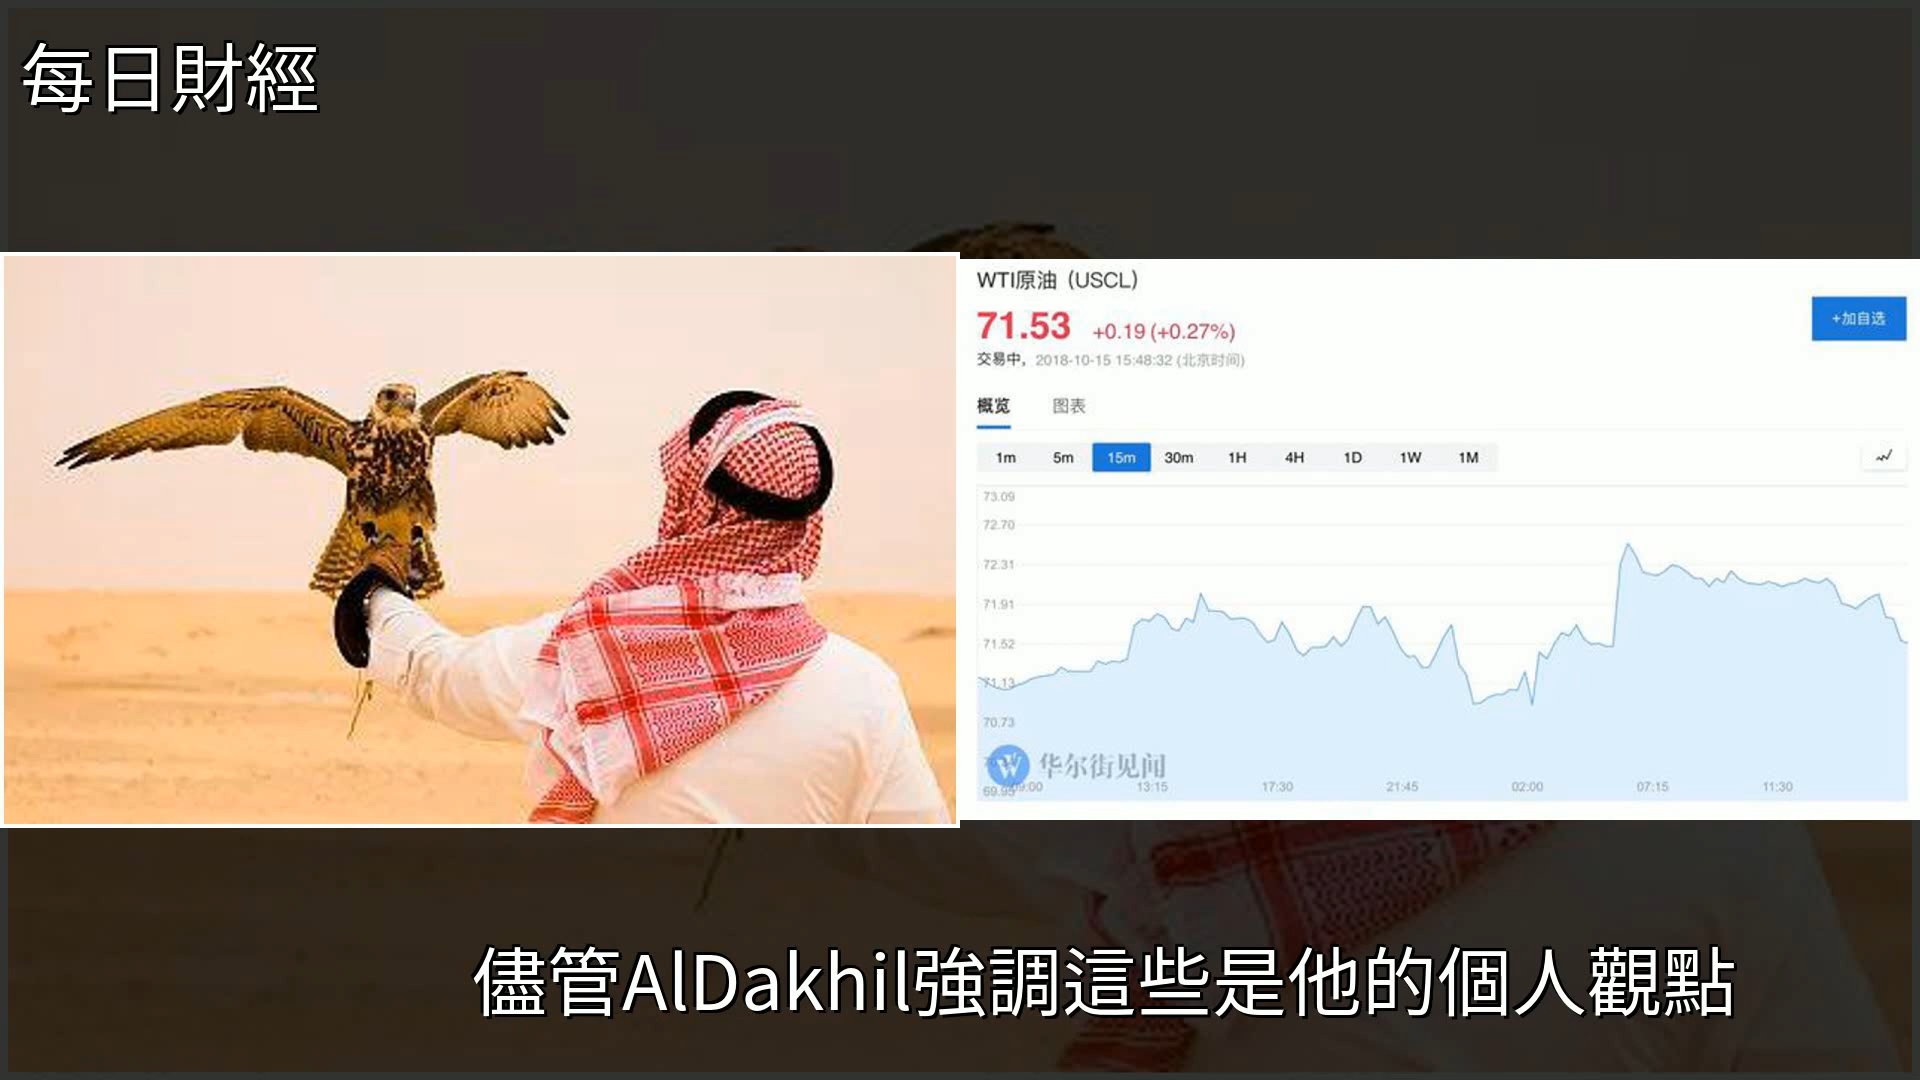 每日財經
WTI原油（USCL）
71.53 +0.19 (+0.27%)
+加自选
交易中，2018-10-15 15:48:32 (北京时间)
概览 图表
1m 5m 15m 30m 1H 4H 1D 1W 1M
73.09
72.70
72.31
71.91
71.52
71.13
70.73
华尔街见闻
69.95 09:00 13:15 17:30 21:45 02:00 07:15 11:30
儘管AlDakhil強調這些是他的個人觀點